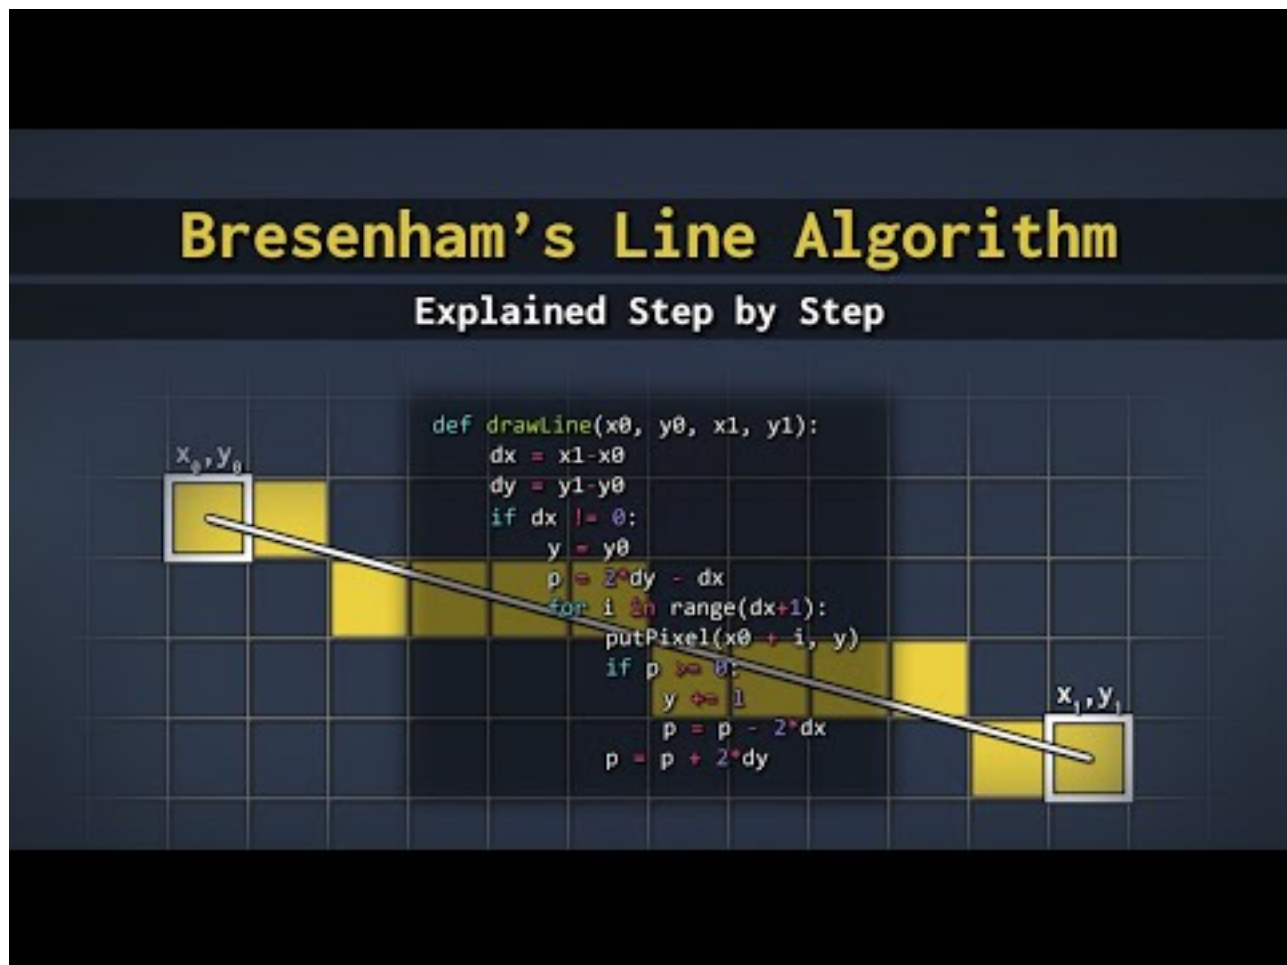 Bresenham's Line Algorithm
Explained Step by Step
x₀,y₀
def drawLine(x0, y0, x1, y1):
    dx = x1-x0
    dy = y1-y0
    if dx != 0:
        y = y0
        p = 2*dy - dx
        for i in range(dx+1):
            putPixel(x0 + i, y)
            if p >= 0:
                y += 1
                p = p - 2*dx
            p = p + 2*dy
x₁,y₁